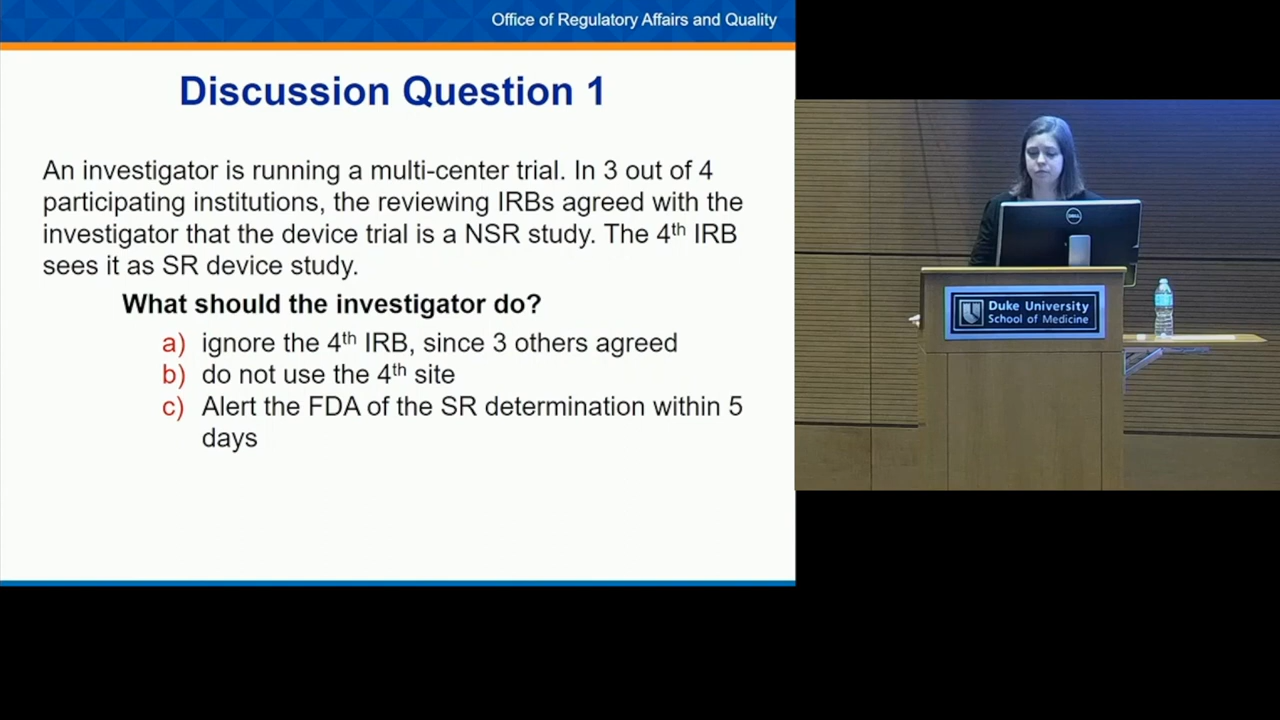 Office of Regulatory Affairs and Quality
Discussion Question 1
An investigator is running a multi-center trial. In 3 out of 4
participating institutions, the reviewing IRBs agreed with the
investigator that the device trial is a NSR study. The 4th IRB
sees it as SR device study.
What should the investigator do?
a) ignore the 4th IRB, since 3 others agreed
b) do not use the 4th site
c) Alert the FDA of the SR determination within 5
days
DELL
Duke University
School of Medicine